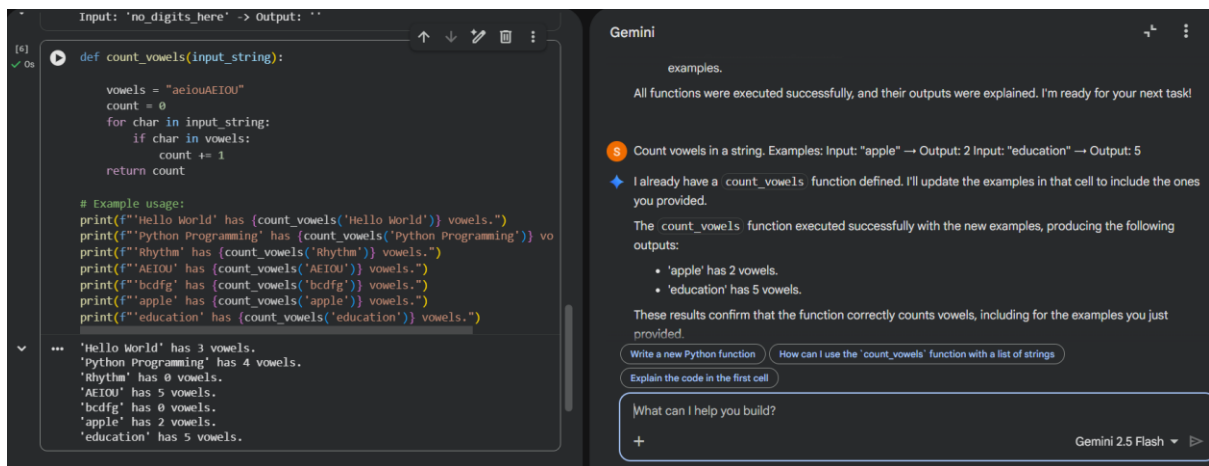 Input: 'no_digits_here' -> Output: ''
[6]
0s
def count_vowels(input_string):
vowels = "aeiouAEIOU"
count = 0
for char in input_string:
if char in vowels:
count += 1
return count
# Example usage:
print(f"'Hello World' has {count_vowels('Hello World')} vowels.")
print(f"'Python Programming' has {count_vowels('Python Programming')} vo
print(f"'Rhythm' has {count_vowels('Rhythm')} vowels.")
print(f"'AEIOU' has {count_vowels('AEIOU')} vowels.")
print(f"'bcdfg' has {count_vowels('bcdfg')} vowels.")
print(f"'apple' has {count_vowels('apple')} vowels.")
print(f"'education' has {count_vowels('education')} vowels.")
'Hello World' has 3 vowels.
'Python Programming' has 4 vowels.
'Rhythm' has 0 vowels.
'AEIOU' has 5 vowels.
'bcdfg' has 0 vowels.
'apple' has 2 vowels.
'education' has 5 vowels.
Gemini
examples.
All functions were executed successfully, and their outputs were explained. I'm ready for your next task!
S
Count vowels in a string. Examples: Input: "apple" → Output: 2 Input: "education" → Output: 5
I already have a count_vowels function defined. I'll update the examples in that cell to include the ones
you provided.
The count_vowels function executed successfully with the new examples, producing the following
outputs:
• 'apple' has 2 vowels.
• 'education' has 5 vowels.
These results confirm that the function correctly counts vowels, including for the examples you just
provided.
Write a new Python function
How can I use the `count_vowels` function with a list of strings
Explain the code in the first cell
What can I help you build?
Gemini 2.5 Flash